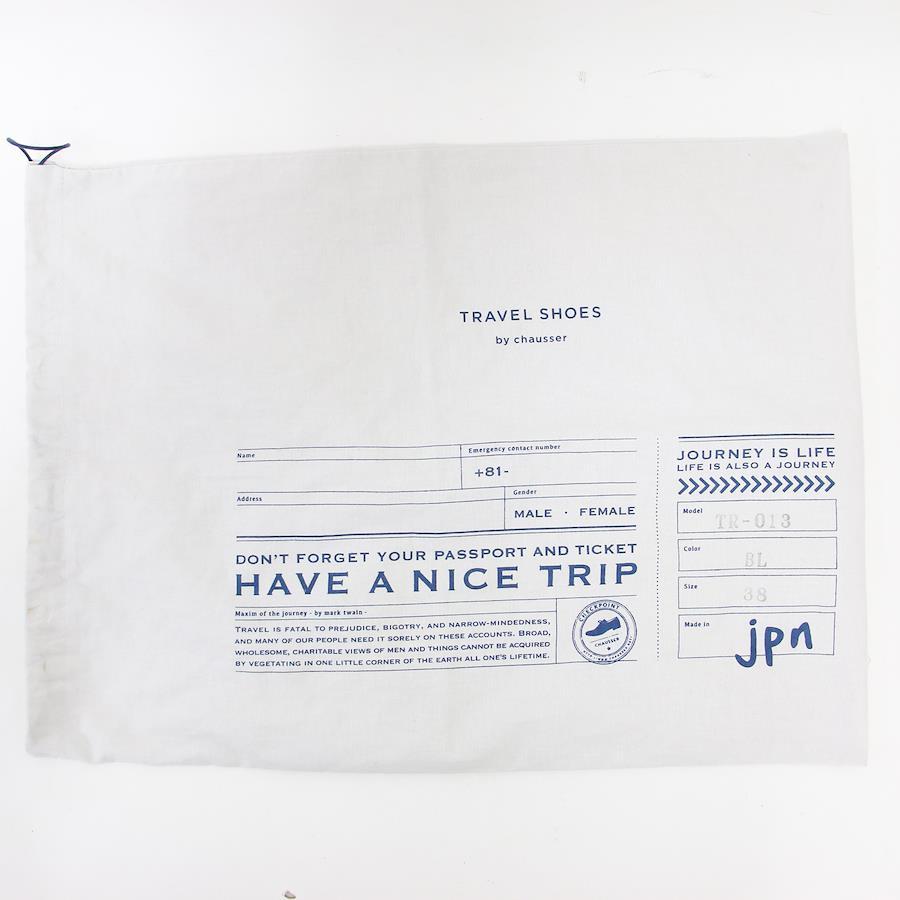 TRAVEL SHOES
by chausser
Name
Emergency contact number
+81-
Address
Gender
MALE · FEMALE
DON'T FORGET YOUR PASSPORT AND TICKET
HAVE A NICE TRIP
Maxim of the journey - by mark twain -
TRAVEL IS FATAL TO PREJUDICE, BIGOTRY, AND NARROW-MINDEDNESS,
AND MANY OF OUR PEOPLE NEED IT SORELY ON THESE ACCOUNTS. BROAD,
WHOLESOME, CHARITABLE VIEWS OF MEN AND THINGS CANNOT BE ACQUIRED
BY VEGETATING IN ONE LITTLE CORNER OF THE EARTH ALL ONE'S LIFETIME.
CHECKPOINT
CHAUSSER
JOURNEY IS LIFE
LIFE IS ALSO A JOURNEY
Model
TR-013
Color
BL
Size
38
Made in
jpn